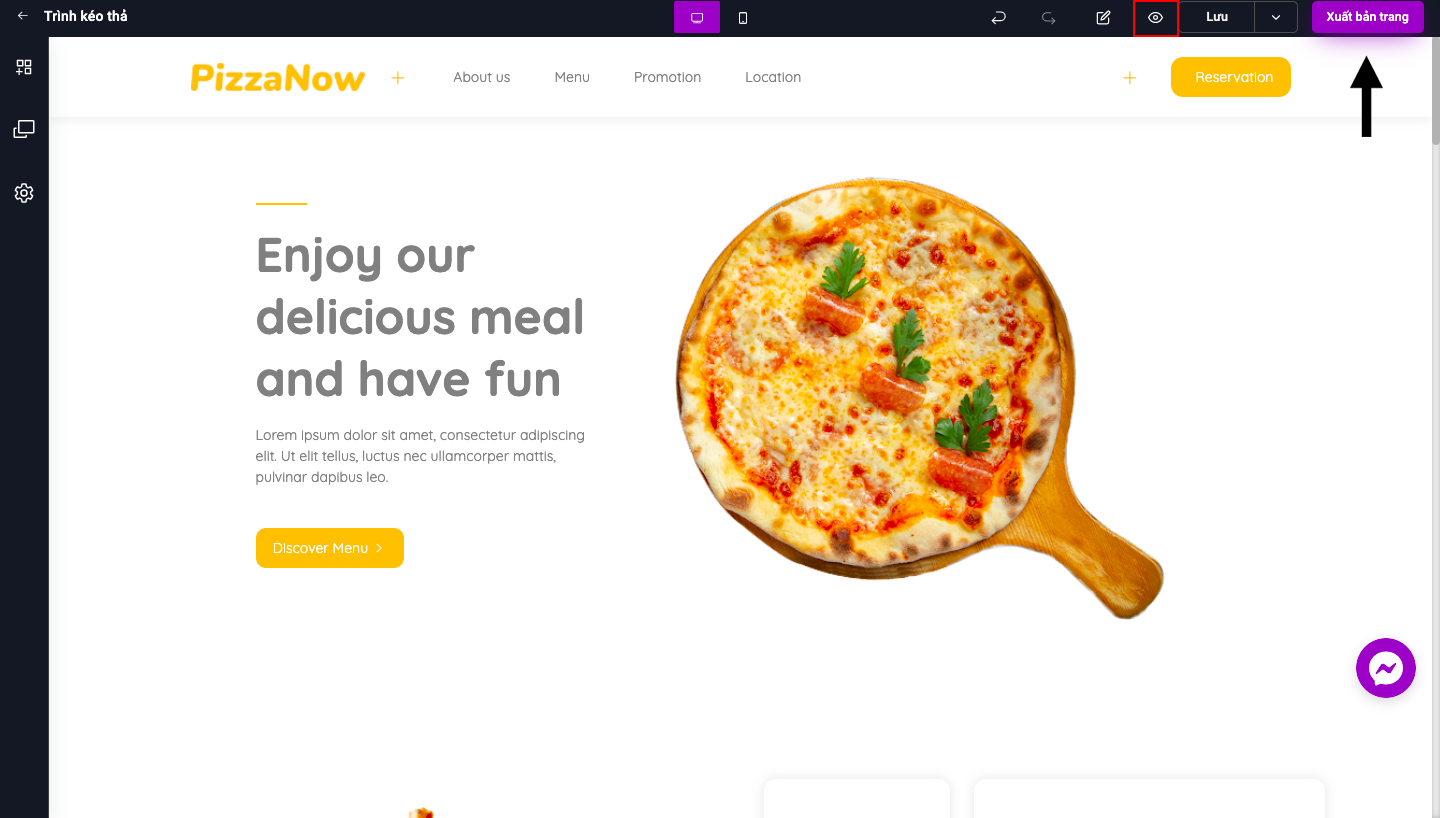 Trình kéo thả
Lưu
Xuất bản trang
PizzaNow
About us
Menu
Promotion
Location
Reservation
Enjoy our
delicious meal
and have fun
Lorem ipsum dolor sit amet, consectetur adipiscing
elit. Ut elit tellus, luctus nec ullamcorper mattis,
pulvinar dapibus leo.
Discover Menu